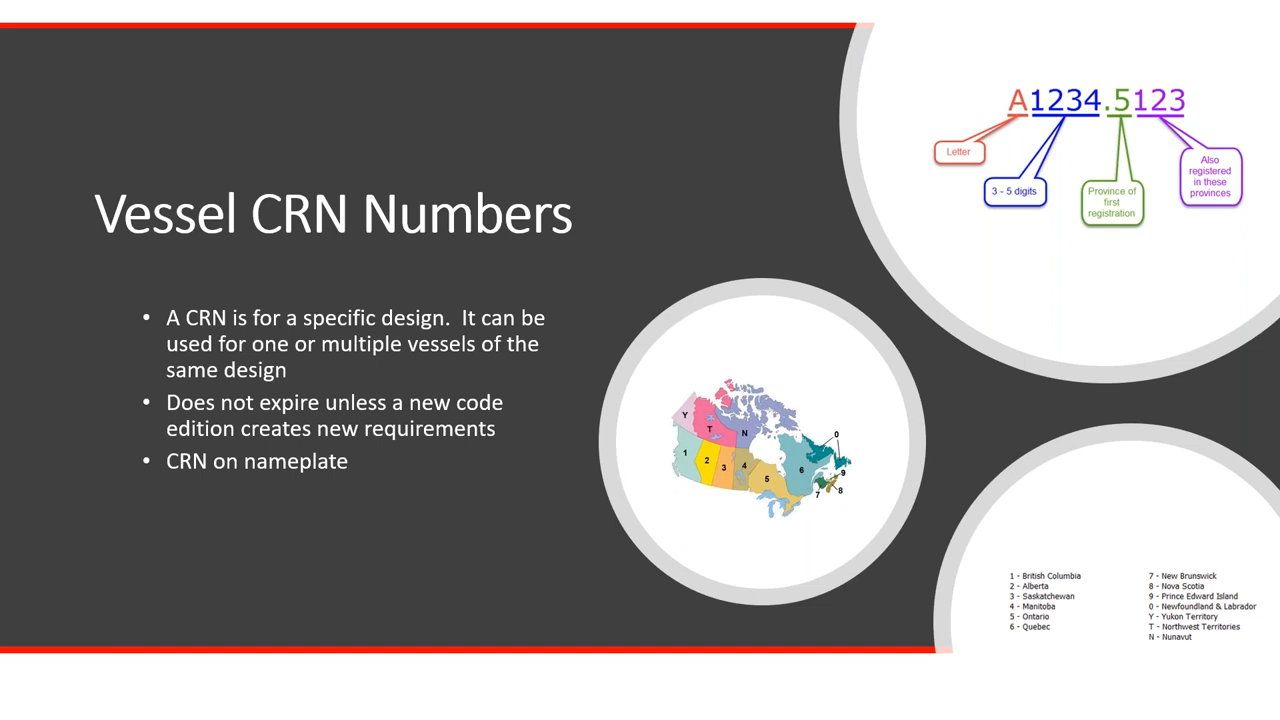 Vessel CRN Numbers
• A CRN is for a specific design.  It can be
used for one or multiple vessels of the
same design
• Does not expire unless a new code
edition creates new requirements
• CRN on nameplate
A1234.5123
Letter
3 - 5 digits
Province of
first
registration
Also
registered
in these
provinces
Y
T
N
1
2
3
4
5
6
0
9
8
7
1 - British Columbia
2 - Alberta
3 - Saskatchewan
4 - Manitoba
5 - Ontario
6 - Quebec
7 - New Brunswick
8 - Nova Scotia
9 - Prince Edward Island
0 - Newfoundland & Labrador
Y - Yukon Territory
T - Northwest Territories
N - Nunavut